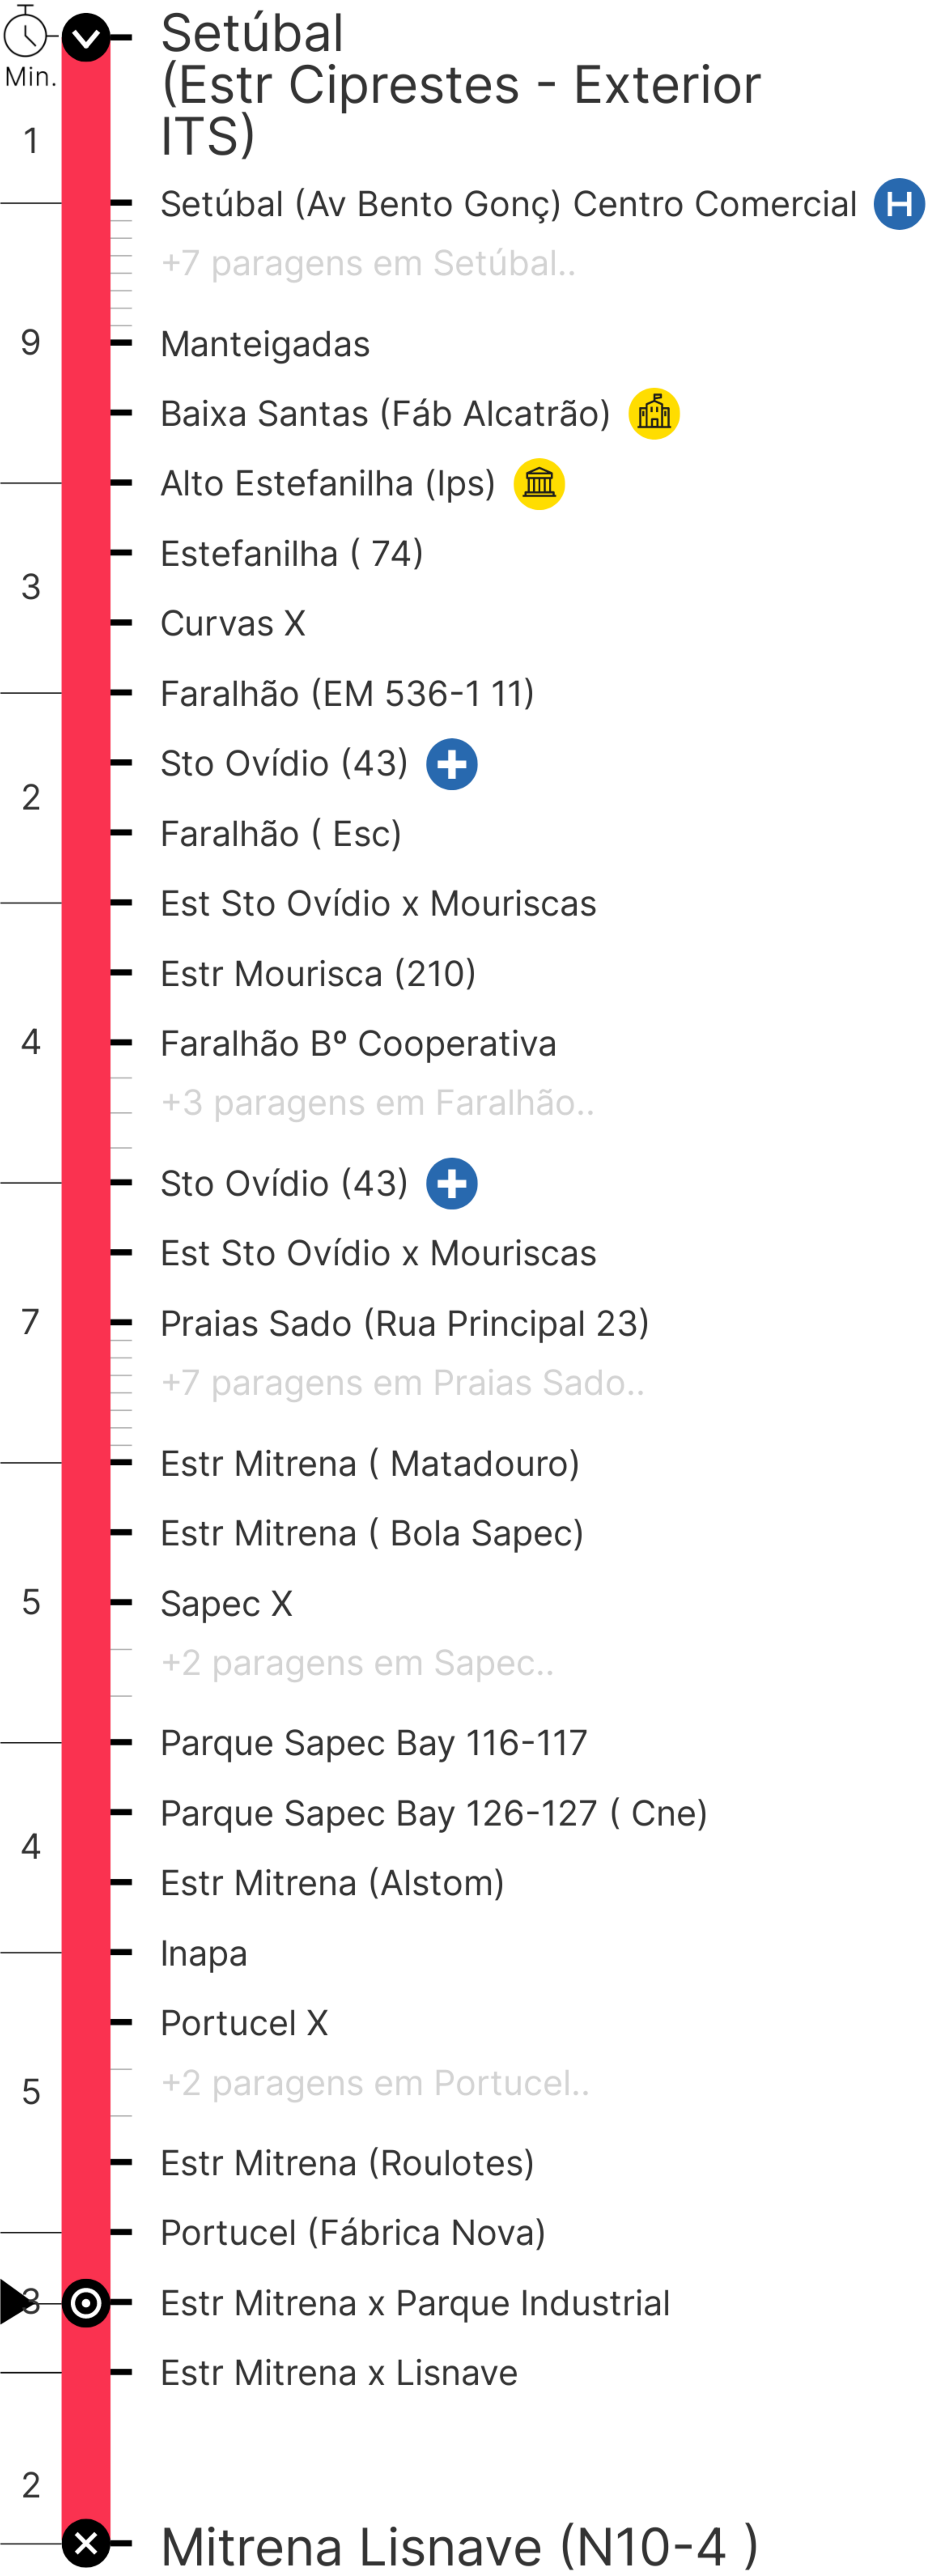 Min.
Setúbal
(Estr Ciprestes - Exterior
ITS)
1
Setúbal (Av Bento Gonç) Centro Comercial H
+7 paragens em Setúbal..
9
Manteigadas
Baixa Santas (Fáb Alcatrão)
Alto Estefanilha (Ips)
Estefanilha ( 74)
3
Curvas X
Faralhão (EM 536-1 11)
Sto Ovídio (43)
2
Faralhão ( Esc)
Est Sto Ovídio x Mouriscas
Estr Mourisca (210)
4
Faralhão Bº Cooperativa
+3 paragens em Faralhão..
Sto Ovídio (43)
Est Sto Ovídio x Mouriscas
7
Praias Sado (Rua Principal 23)
+7 paragens em Praias Sado..
Estr Mitrena ( Matadouro)
Estr Mitrena ( Bola Sapec)
5
Sapec X
+2 paragens em Sapec..
Parque Sapec Bay 116-117
Parque Sapec Bay 126-127 ( Cne)
4
Estr Mitrena (Alstom)
Inapa
Portucel X
+2 paragens em Portucel..
5
Estr Mitrena (Roulotes)
Portucel (Fábrica Nova)
3
Estr Mitrena x Parque Industrial
Estr Mitrena x Lisnave
2
Mitrena Lisnave (N10-4 )